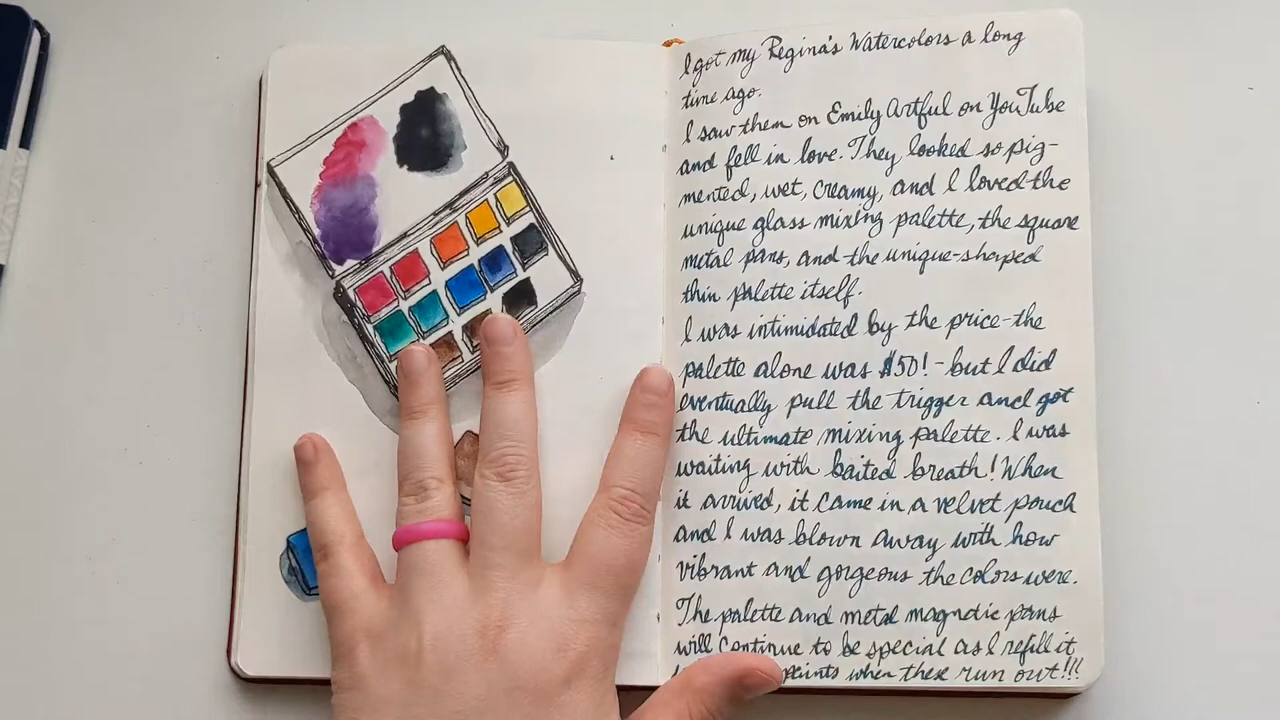 I got my Regina's Watercolors a long
time ago.
I saw them on Emily Artful on YouTube
and fell in love. They looked so pig-
mented, wet, creamy, and I loved the
unique glass mixing palette, the square
metal pans, and the unique-shaped
thin palette itself.
I was intimidated by the price-the
palette alone was $50! - but I did
eventually pull the trigger and got
the ultimate mixing palette. I was
waiting with baited breath! When
it arrived, it came in a velvet pouch
and I was blown away with how
vibrant and gorgeous the colors were.
The palette and metal magnetic pans
will continue to be special as I refill it
paints when these run out!!!